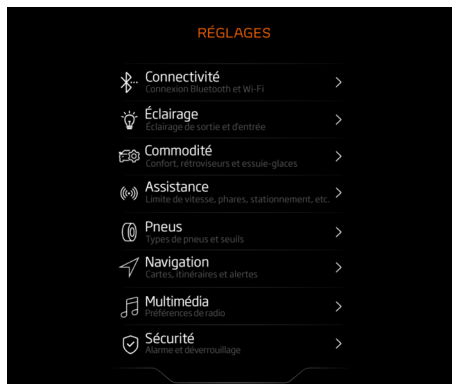 RÉGLAGES
Connectivité
Connexion Bluetooth et Wi-Fi
Éclairage
Éclairage de sortie et d'entrée
Commodité
Confort, rétroviseurs et essuie-glaces
Assistance
Limite de vitesse, phares, stationnement, etc.
Pneus
Types de pneus et seuils
Navigation
Cartes, itinéraires et alertes
Multimédia
Préférences de radio
Sécurité
Alarme et déverrouillage